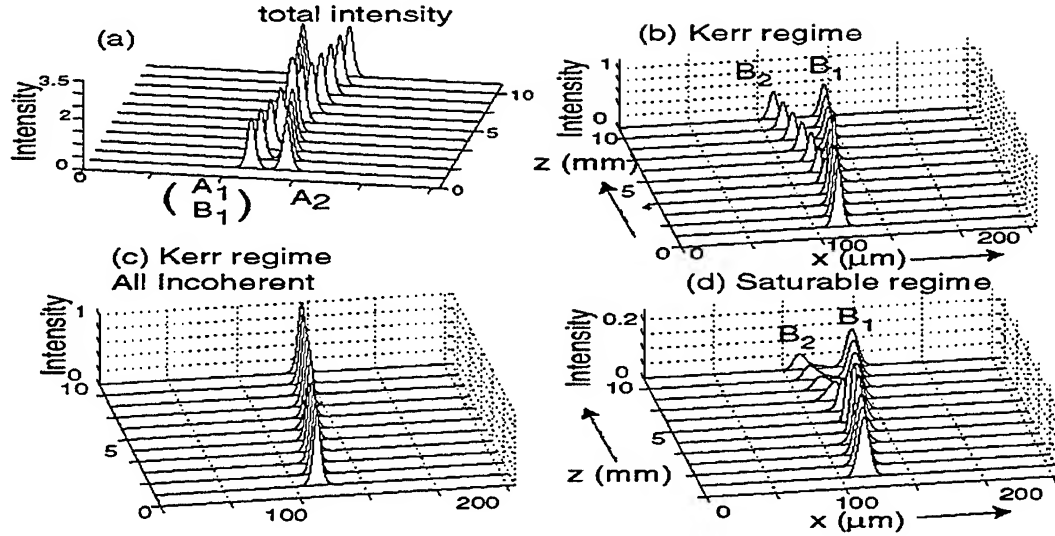 total intensity
(a)
Intensity
3.5
2
0
0
10
5
0
( A1 B1 )
A2
(b) Kerr regime
Intensity
1
0
B2
B1
10
z (mm)
5
0
0
100
200
x (μm)
(c) Kerr regime
All Incoherent
Intensity
1
0
10
5
0
100
200
(d) Saturable regime
Intensity
0.2
0
B2
B1
10
5
z (mm)
0
100
200
x (μm)